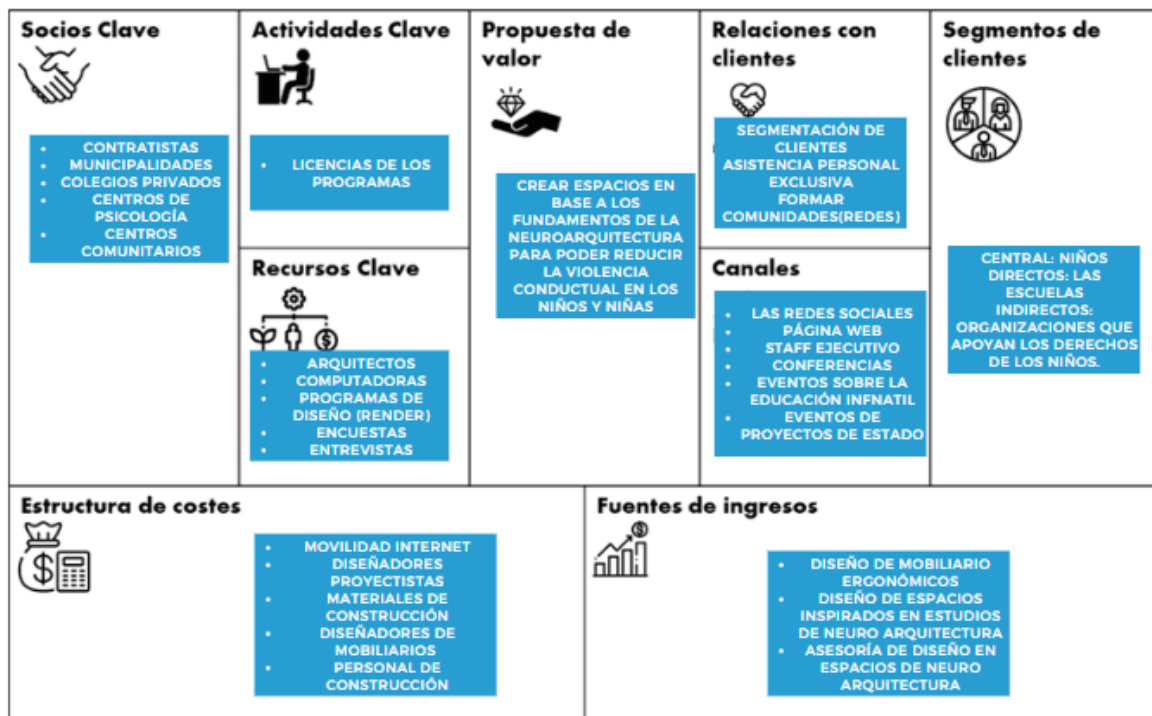 Socios Clave
CONTRATISTAS
MUNICIPALIDADES
COLEGIOS PRIVADOS
CENTROS DE
PSICOLOGÍA
CENTROS
COMUNITARIOS
Actividades Clave
LICENCIAS DE LOS
PROGRAMAS
Recursos Clave
ARQUITECTOS
COMPUTADORAS
PROGRAMAS DE
DISEÑO (RENDER)
ENCUESTAS
ENTREVISTAS
Propuesta de
valor
CREAR ESPACIOS EN
BASE A LOS
FUNDAMENTOS DE LA
NEUROARQUITECTURA
PARA PODER REDUCIR
LA VIOLENCIA
CONDUCTUAL EN LOS
NIÑOS Y NIÑAS
Relaciones con
clientes
SEGMENTACIÓN DE
CLIENTES
ASISTENCIA PERSONAL
EXCLUSIVA
FORMAR
COMUNIDADES(REDES)
Canales
LAS REDES SOCIALES
PÁGINA WEB
STAFF EJECUTIVO
CONFERENCIAS
EVENTOS SOBRE LA
EDUCACIÓN INFNATIL
EVENTOS DE
PROYECTOS DE ESTADO
Segmentos de
clientes
CENTRAL: NIÑOS
DIRECTOS: LAS
ESCUELAS
INDIRECTOS:
ORGANIZACIONES QUE
APOYAN LOS DERECHOS
DE LOS NIÑOS.
Estructura de costes
MOVILIDAD INTERNET
DISEÑADORES
PROYECTISTAS
MATERIALES DE
CONSTRUCCIÓN
DISEÑADORES DE
MOBILIARIOS
PERSONAL DE
CONSTRUCCIÓN
Fuentes de ingresos
DISEÑO DE MOBILIARIO
ERGONÓMICOS
DISEÑO DE ESPACIOS
INSPIRADOS EN ESTUDIOS
DE NEURO ARQUITECTURA
ASESORÍA DE DISEÑO EN
ESPACIOS DE NEURO
ARQUITECTURA